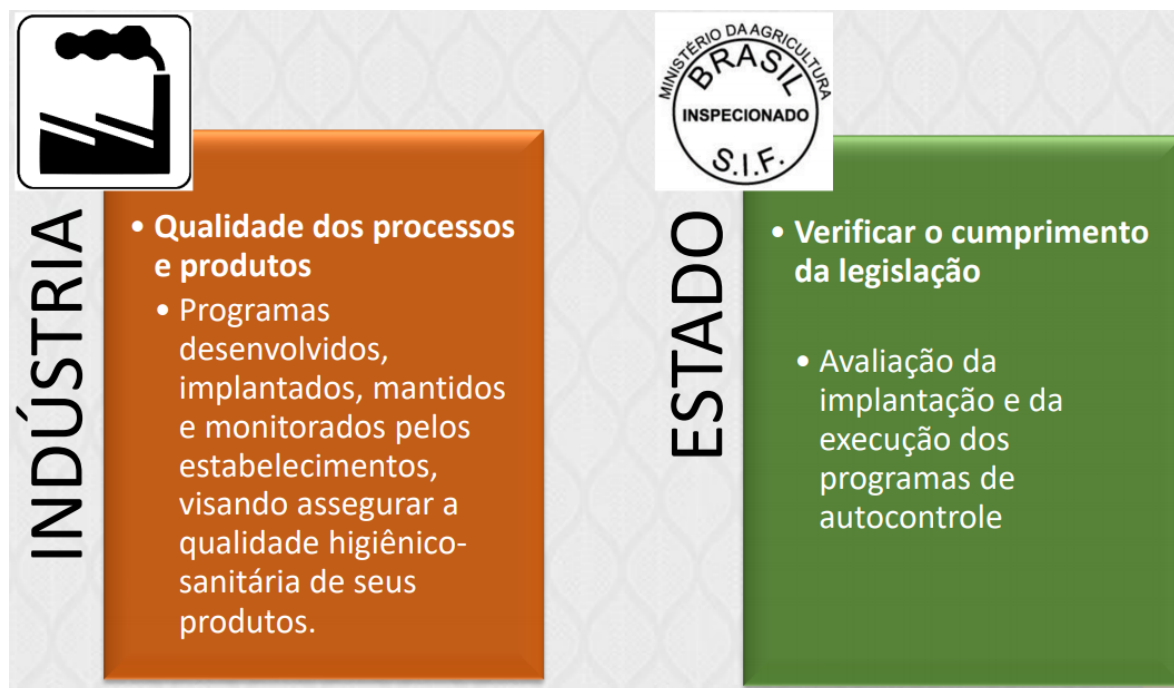 INDÚSTRIA
• Qualidade dos processos
e produtos
• Programas
desenvolvidos,
implantados, mantidos
e monitorados pelos
estabelecimentos,
visando assegurar a
qualidade higiênico-
sanitária de seus
produtos.
MINISTÉRIO DA AGRICULTURA
BRASIL
INSPECIONADO
S.I.F.
ESTADO
• Verificar o cumprimento
da legislação
• Avaliação da
implantação e da
execução dos
programas de
autocontrole